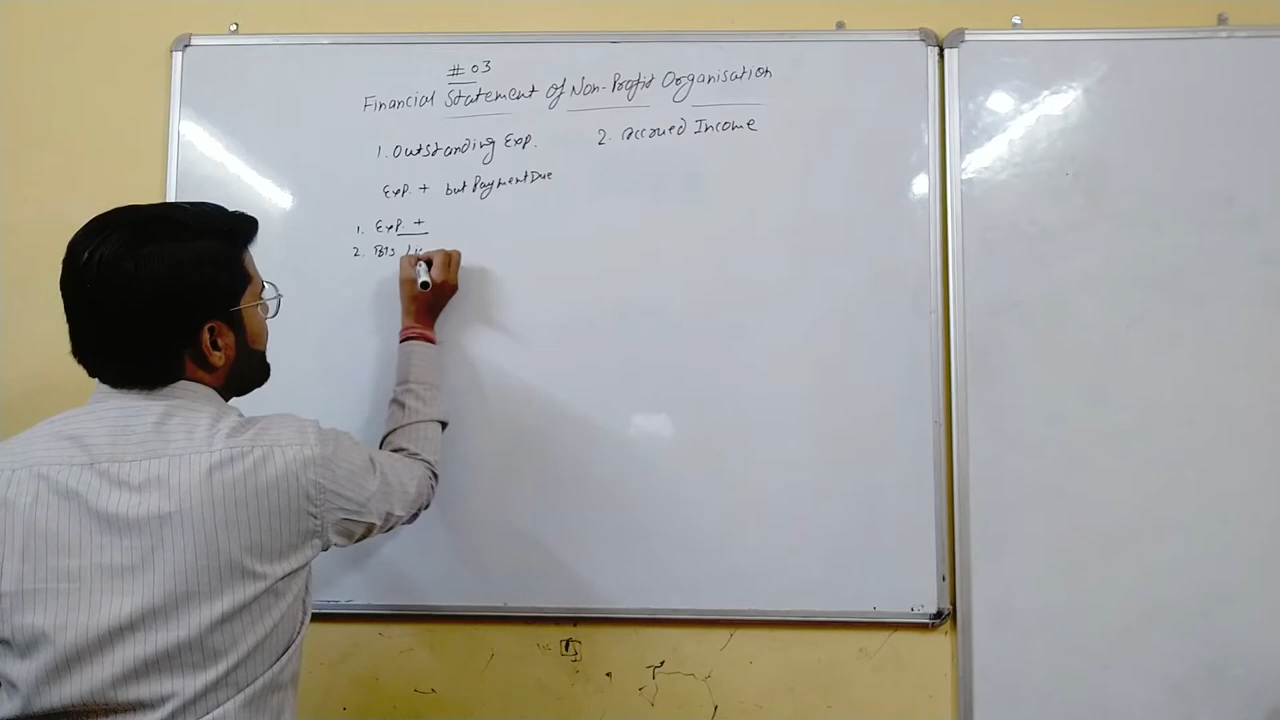 # 03
Financial Statement of Non-Profit Organisation
1. Outstanding Exp.
2. accrued Income
Exp. + but Payment Due
1. Exp. +
2. B/s Li